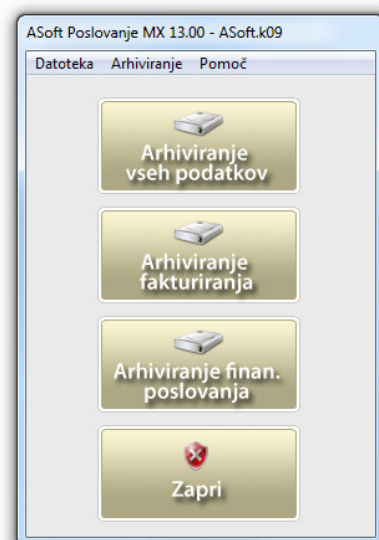 ASoft Poslovanje MX 13.00 - ASoft.k09
Datoteka Arhiviranje Pomoč
Arhiviranje
vseh podatkov
Arhiviranje
fakturiranja
Arhiviranje finan.
poslovanja
Zapri